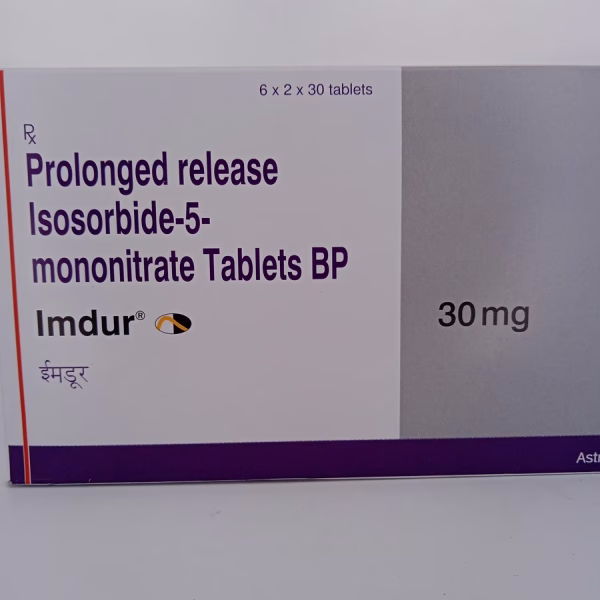 6 x 2 x 30 tablets
Rx
Prolonged release
Isosorbide-5-
mononitrate Tablets BP
Imdur®
ईमडूर
30 mg